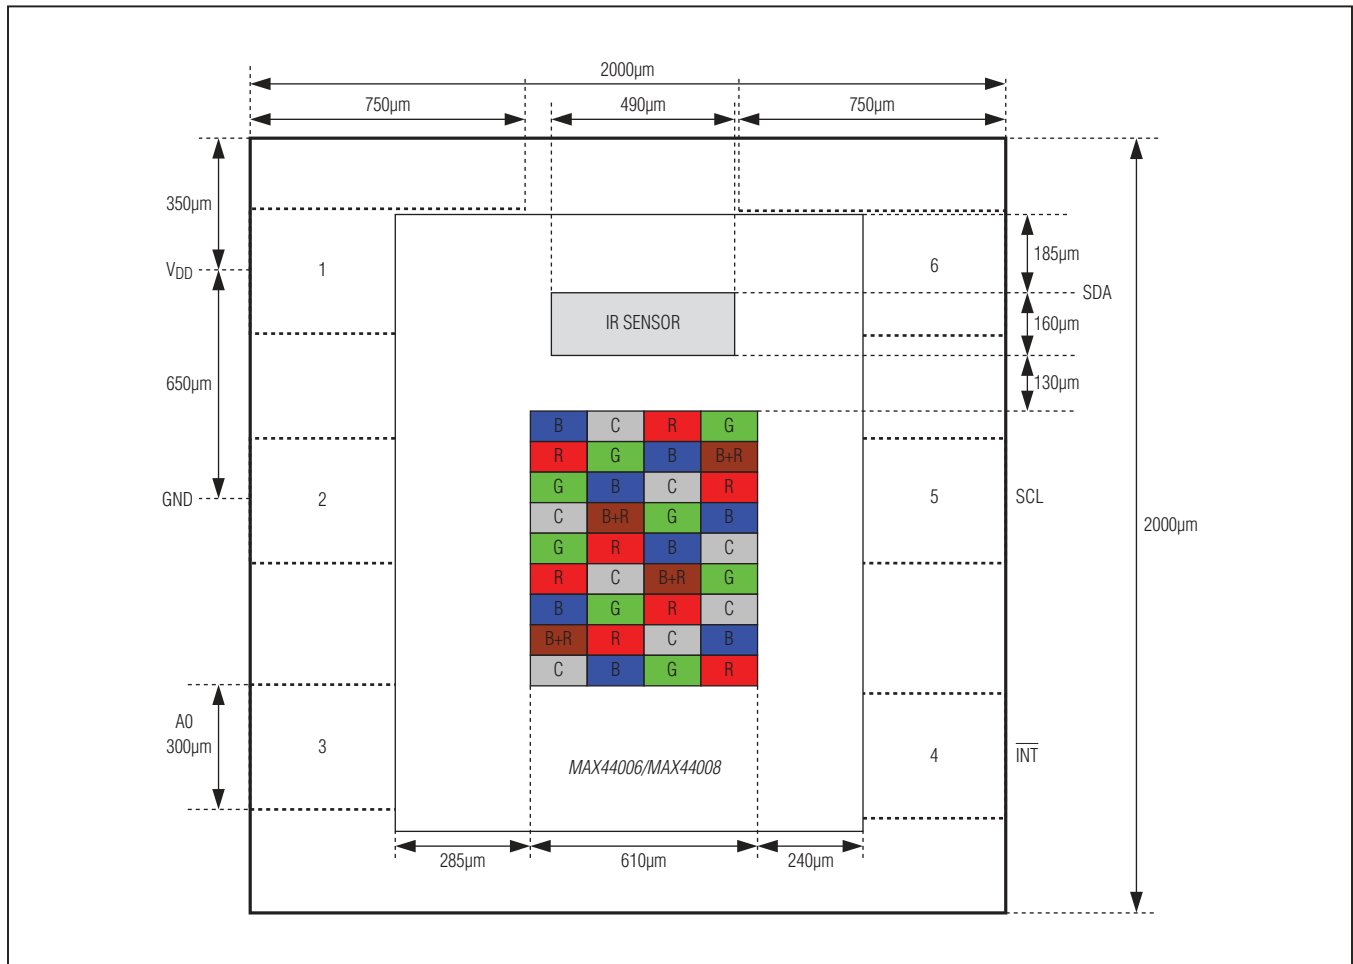 2000µm
750µm 490µm 750µm
350µm
VDD 1 6 185µm
SDA
IR SENSOR 160µm
650µm 130µm
B C R G
R G B B+R
G B C R
GND 2 C B+R G B 5 SCL
2000µm
G R B C
R C B+R G
B G R C
B+R R C B
C B G R
A0
300µm 3 4 INT
MAX44006/MAX44008
285µm 610µm 240µm